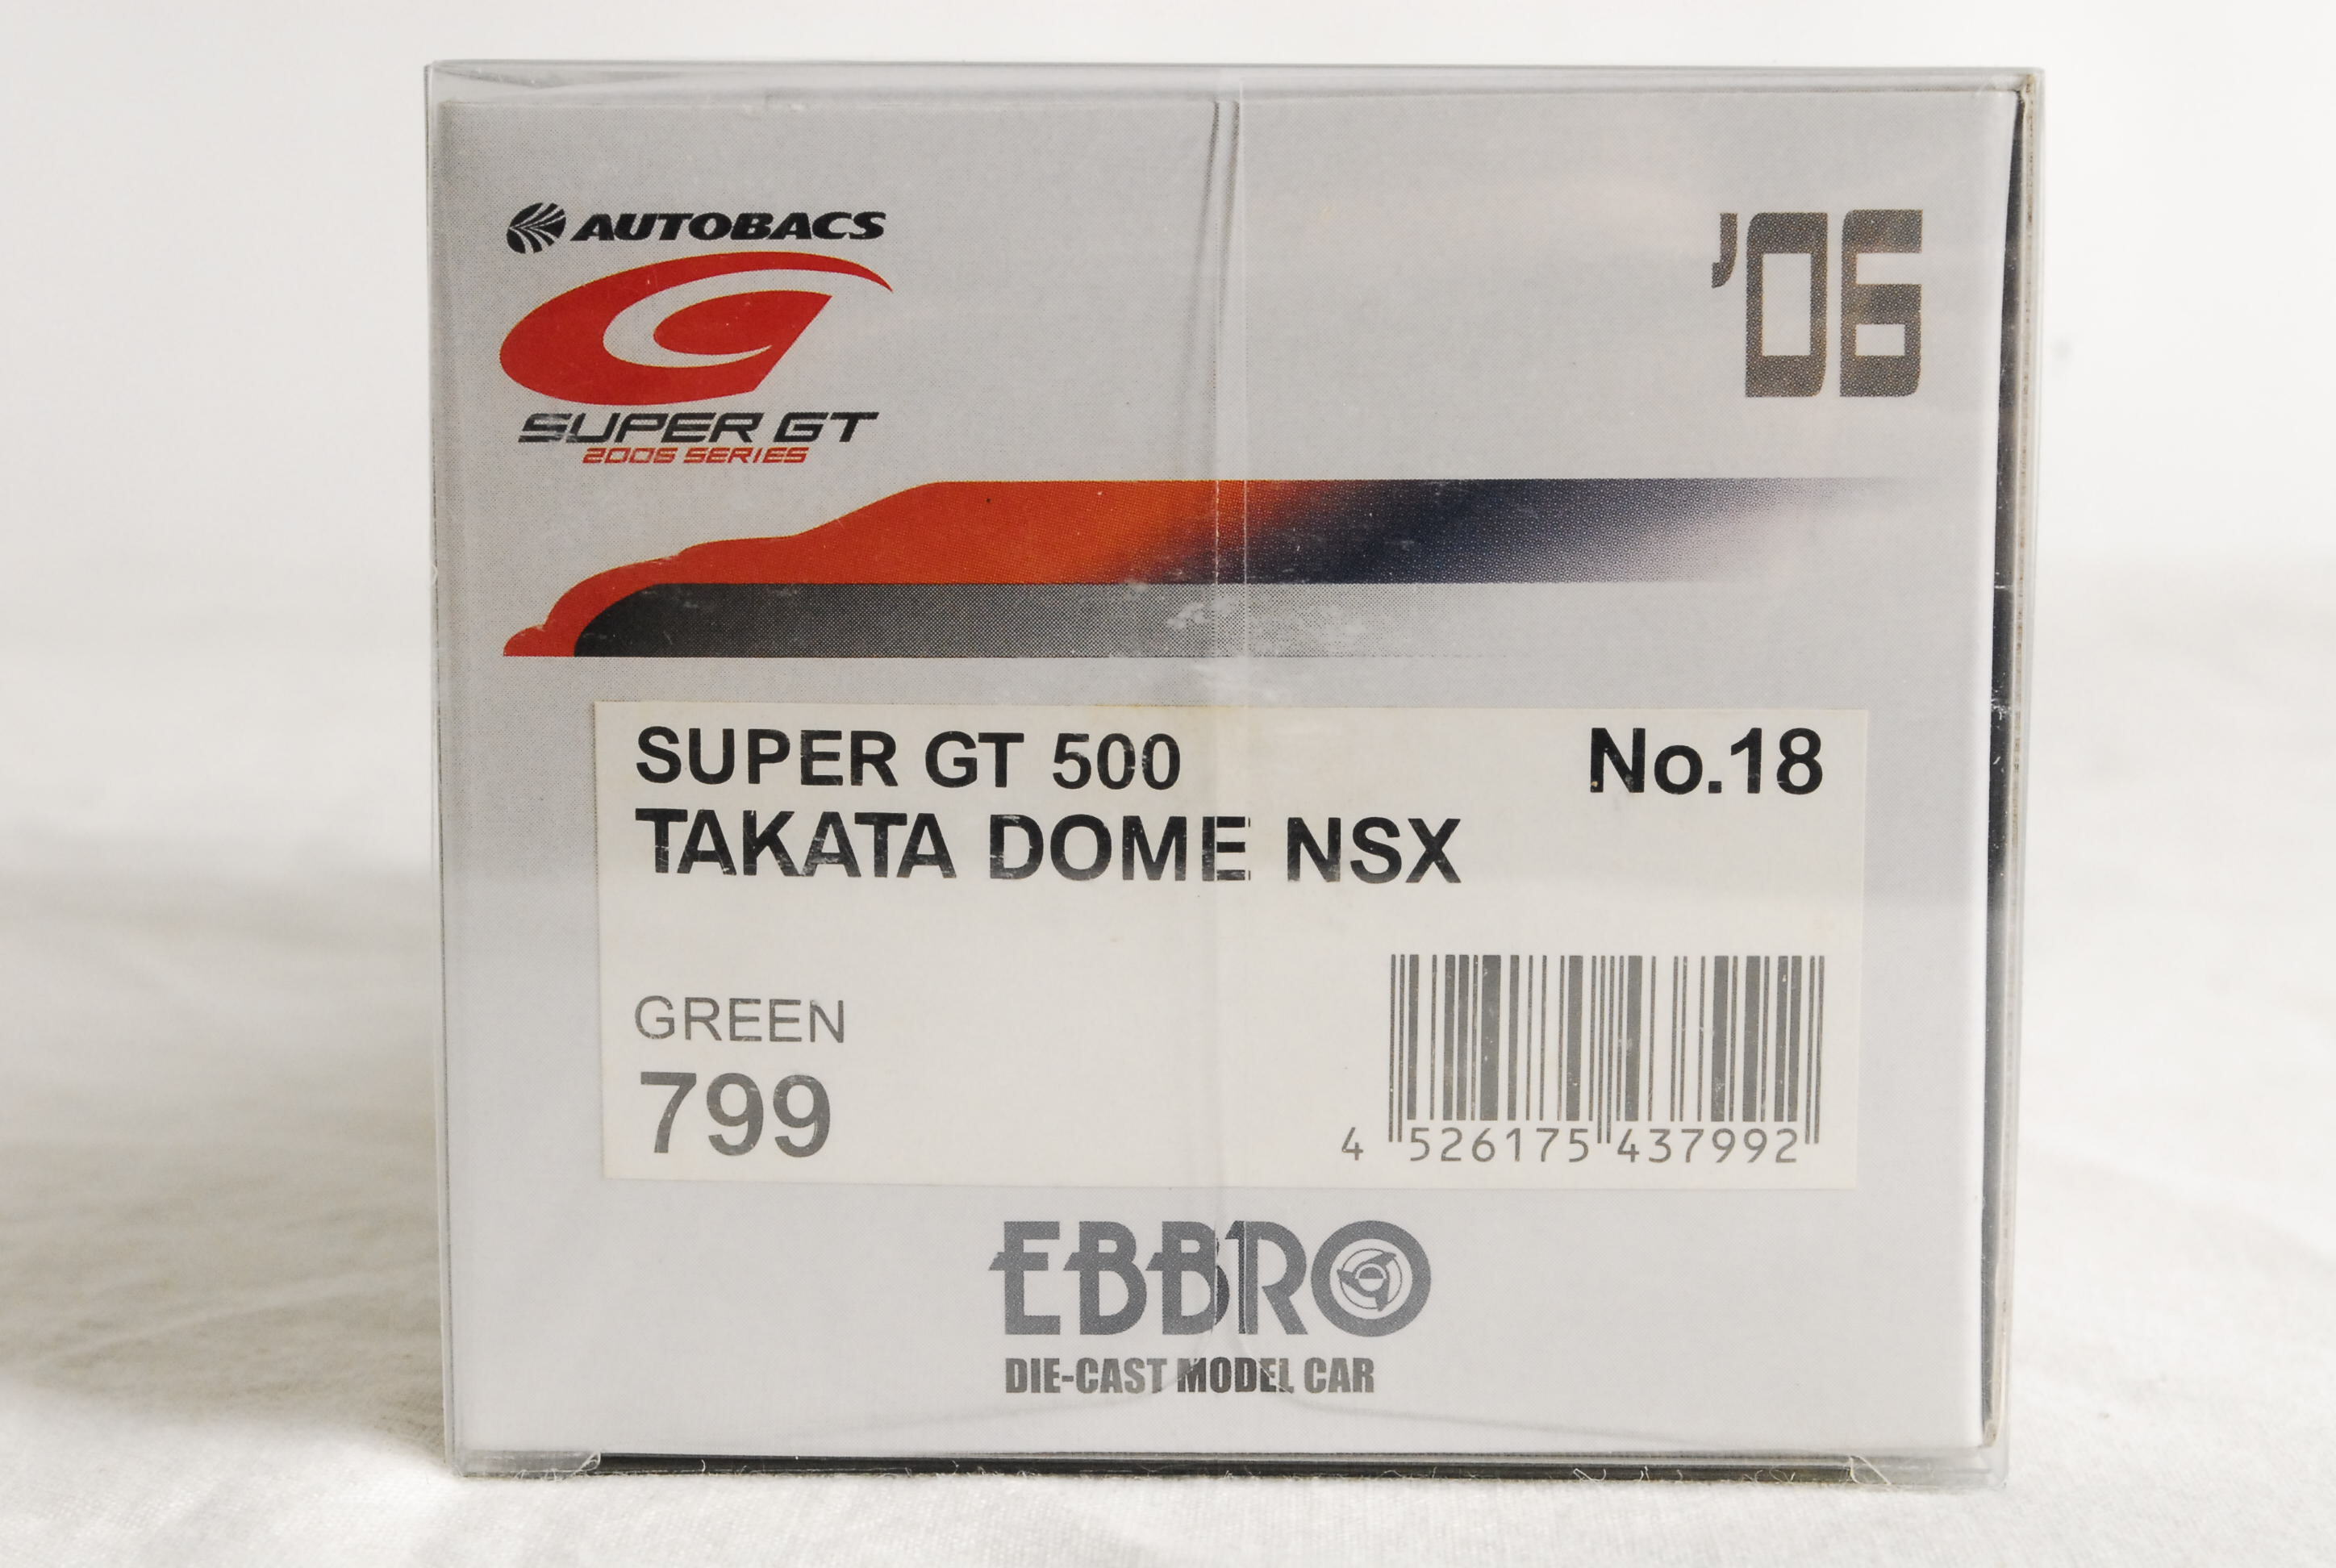 AUTOBACS
'06
SUPER GT
2006 SERIES
SUPER GT 500
No.18
TAKATA DOME NSX
GREEN
799
4 526175 437992
EBBRO
DIE-CAST MODEL CAR